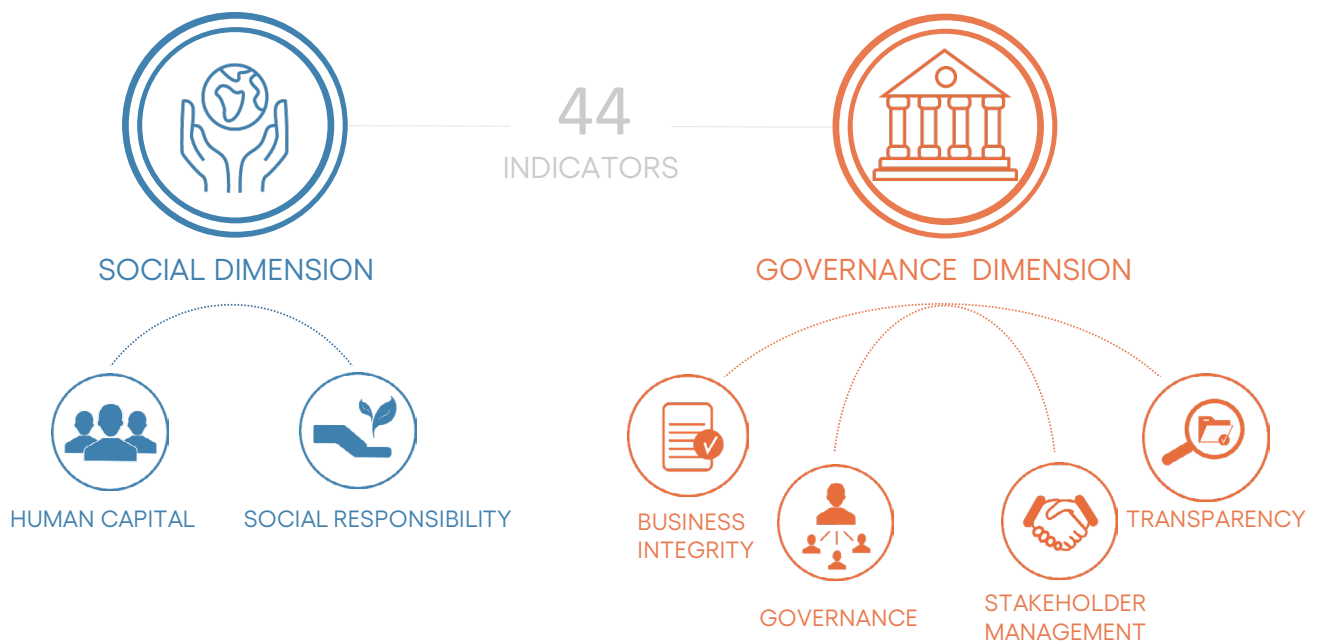 44
INDICATORS
SOCIAL DIMENSION
GOVERNANCE DIMENSION
HUMAN CAPITAL
SOCIAL RESPONSIBILITY
BUSINESS
INTEGRITY
GOVERNANCE
STAKEHOLDER
MANAGEMENT
TRANSPARENCY